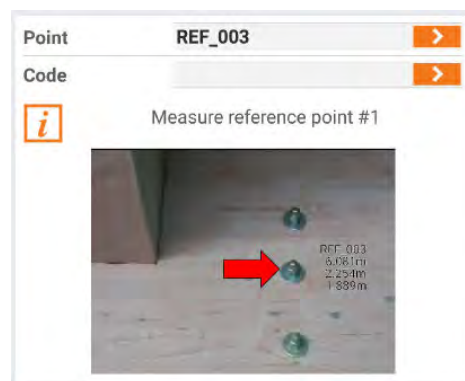 Point REF_003
Code
i
Measure reference point #1
REF_003
6.081m
2.254m
1.889m